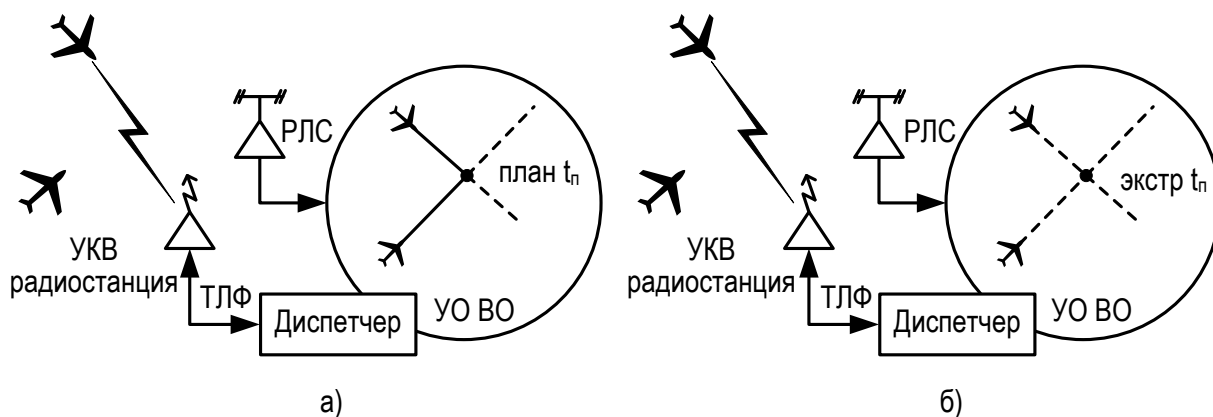 РЛС
план tп
УКВ
радиостанция
ТЛФ
Диспетчер
УО ВО
а)
РЛС
экстр tп
УКВ
радиостанция
ТЛФ
Диспетчер
УО ВО
б)